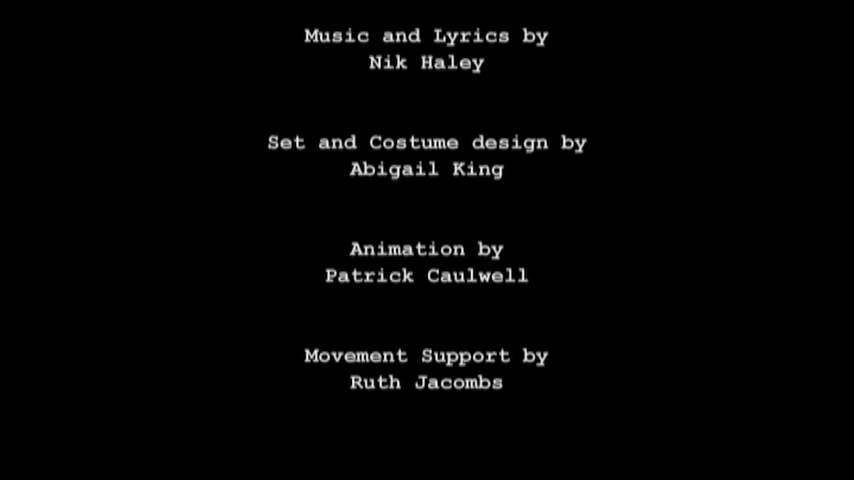 Music and Lyrics by
Nik Haley
Set and Costume design by
Abigail King
Animation by
Patrick Caulwell
Movement Support by
Ruth Jacombs